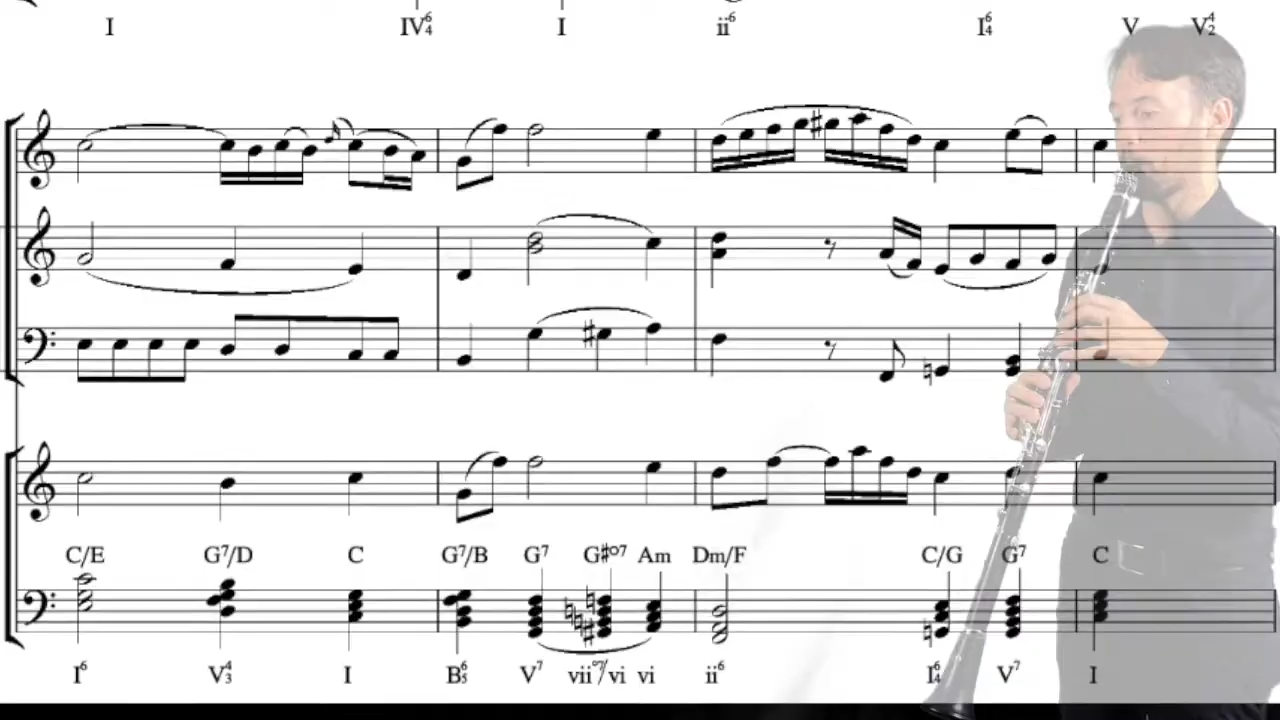 I IV6/4 I ii6 I6/4 V V4/2
C/E G7/D C G7/B G7 G#o7 Am Dm/F C/G G7 C
I6 V4/3 I B6/5 V7 viio7/vi vi ii6 I6/4 V7 I